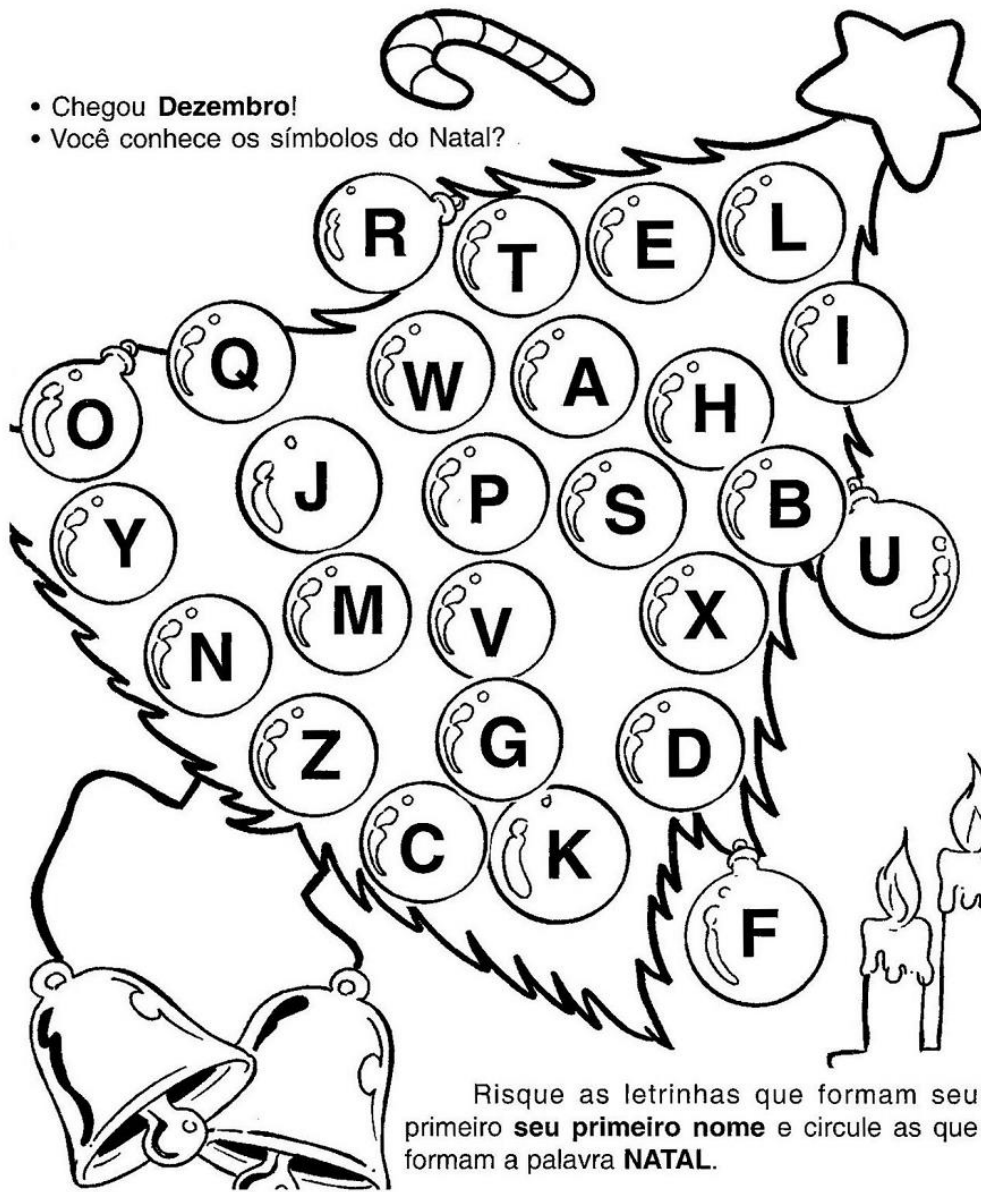 • Chegou Dezembro!
• Você conhece os símbolos do Natal?
R T E L
I
Q W A H
O
J P S B
Y U
N M V X
Z G D
C K
F
Risque as letrinhas que formam seu
primeiro seu primeiro nome e circule as que
formam a palavra NATAL.